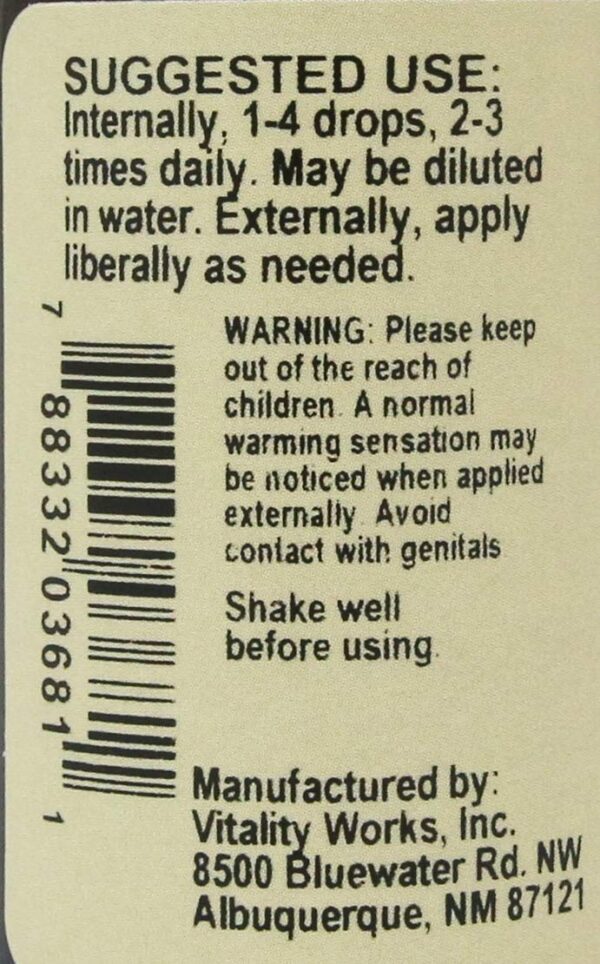 SUGGESTED USE:
Internally, 1-4 drops, 2-3
times daily. May be diluted
in water. Externally, apply
liberally as needed.
WARNING: Please keep
out of the reach of
children. A normal
warming sensation may
be noticed when applied
externally. Avoid
contact with genitals
Shake well
before using.
7 88332 03681 1
Manufactured by:
Vitality Works, Inc.
8500 Bluewater Rd. NW
Albuquerque, NM 87121